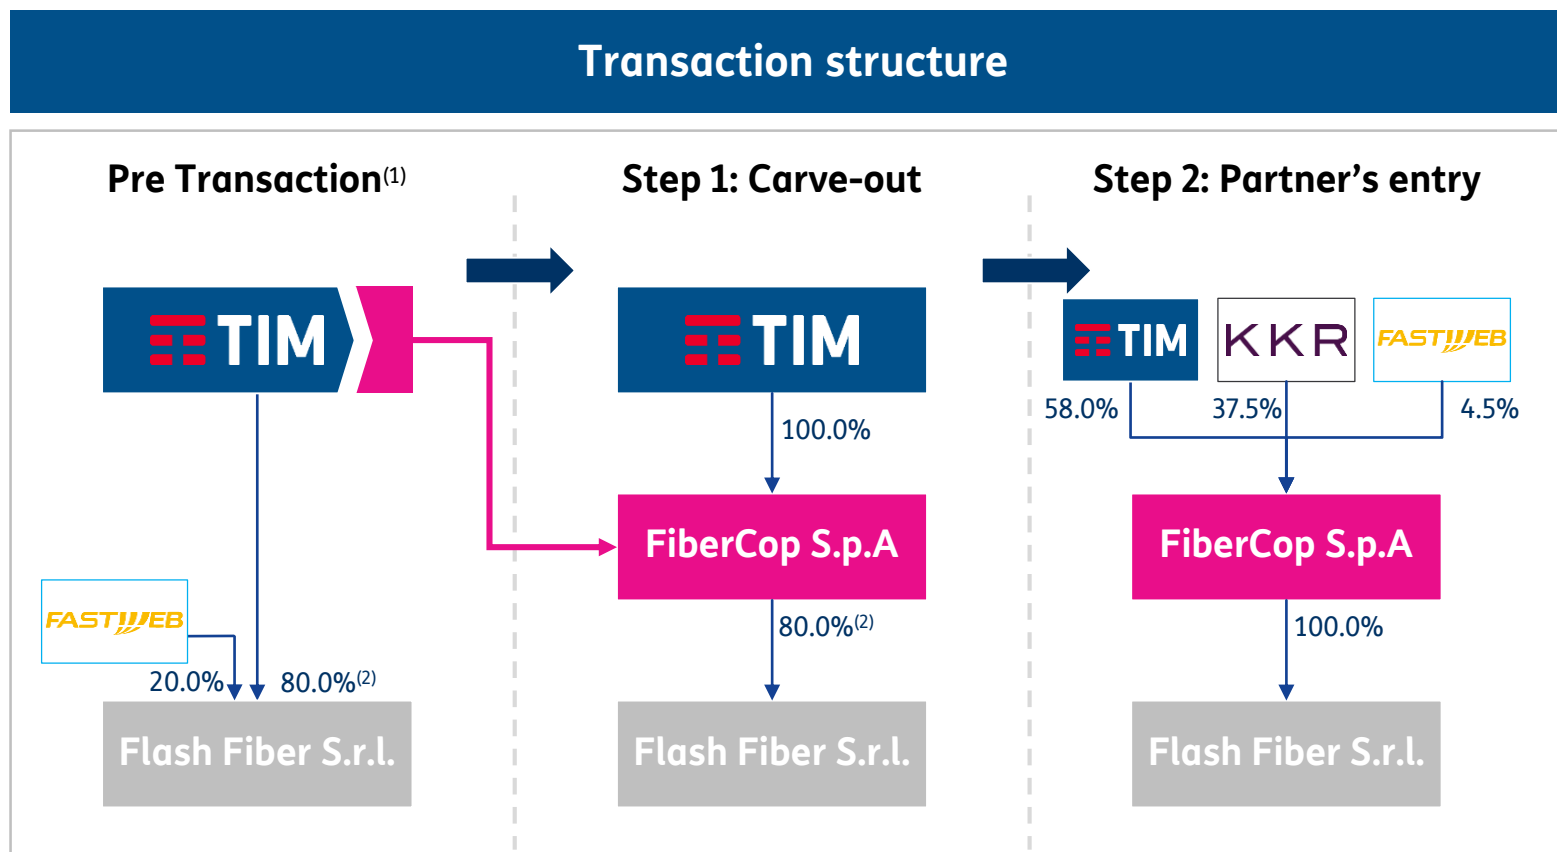 Transaction structure
Pre Transaction(1)
Step 1: Carve-out
Step 2: Partner’s entry
TIM
TIM
TIM
KKR
FASTWEB
58.0%
37.5%
4.5%
100.0%
FiberCop S.p.A
FiberCop S.p.A
FASTWEB
20.0%
80.0%(2)
80.0%(2)
100.0%
Flash Fiber S.r.l.
Flash Fiber S.r.l.
Flash Fiber S.r.l.